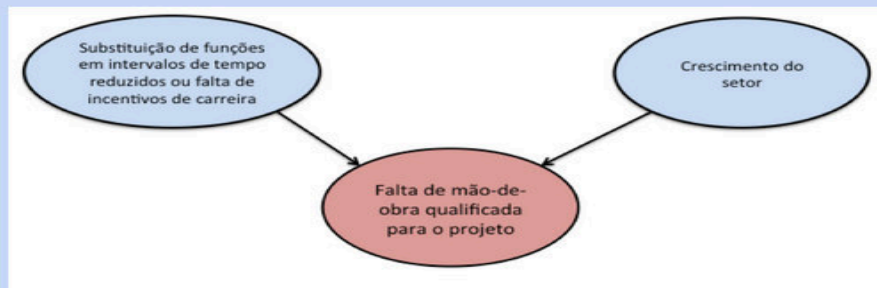 Substituição de funções
em intervalos de tempo
reduzidos ou falta de
incentivos de carreira
Crescimento do
setor
Falta de mão-de-
obra qualificada
para o projeto